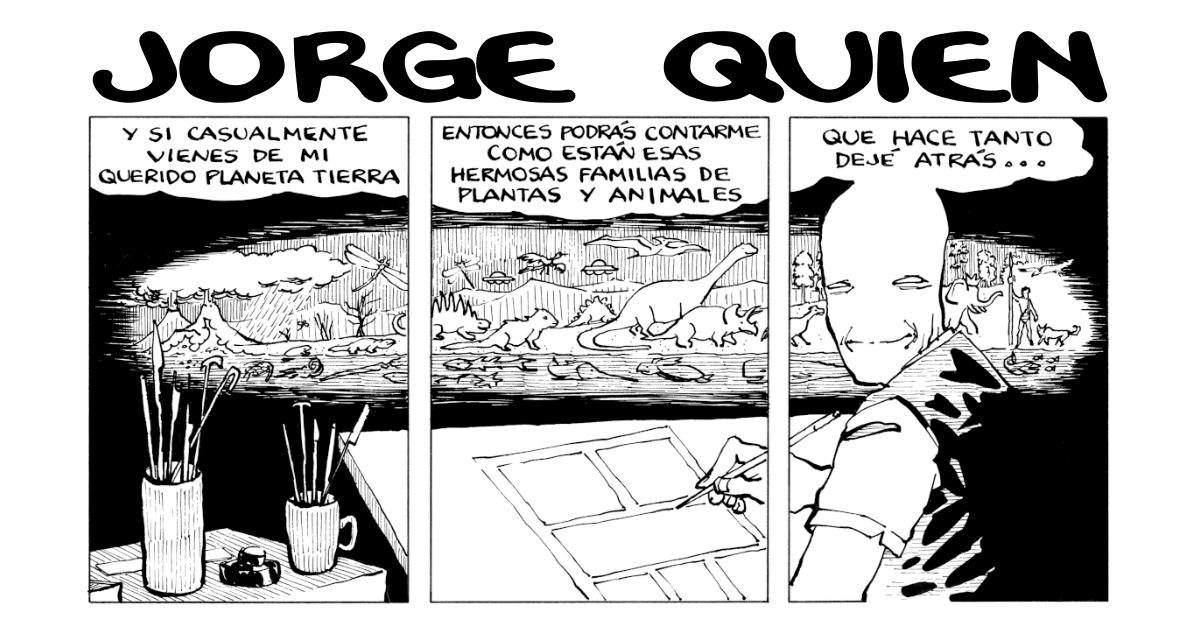 JORGE QUIEN
Y SI CASUALMENTE
VIENES DE MI
QUERIDO PLANETA TIERRA
ENTONCES PODRÁS CONTARME
COMO ESTÁN ESAS
HERMOSAS FAMILIAS DE
PLANTAS Y ANIMALES
QUE HACE TANTO
DEJÉ ATRÁS...